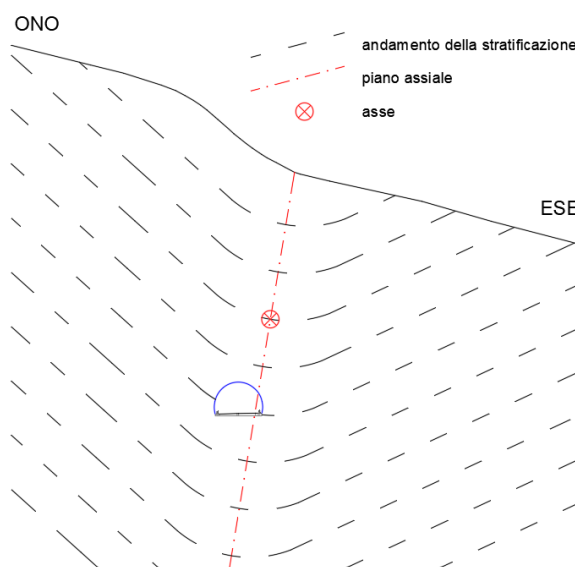 ONO
andamento della stratificazione
piano assiale
asse
ESE